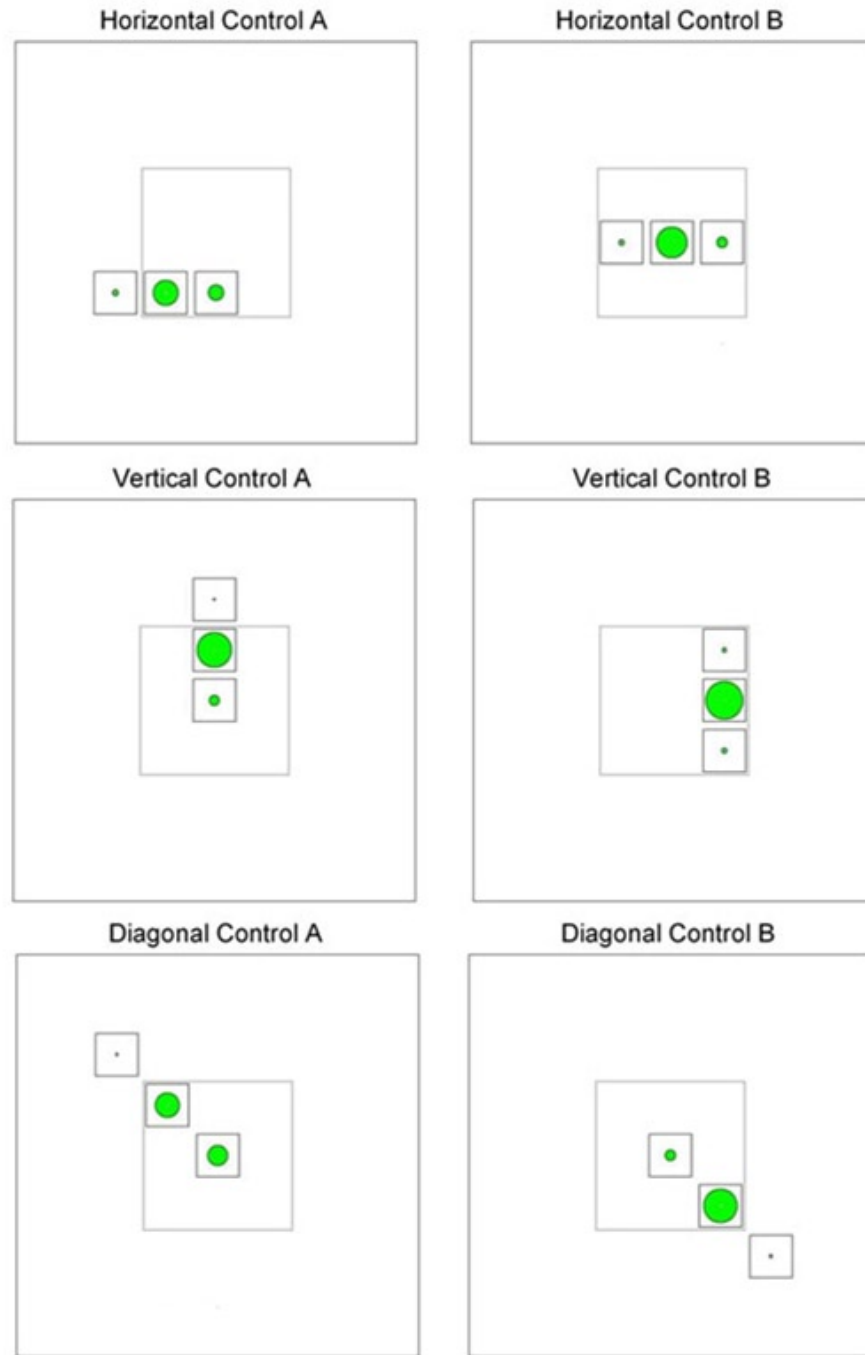 Horizontal Control A
Horizontal Control B
Vertical Control A
Vertical Control B
Diagonal Control A
Diagonal Control B